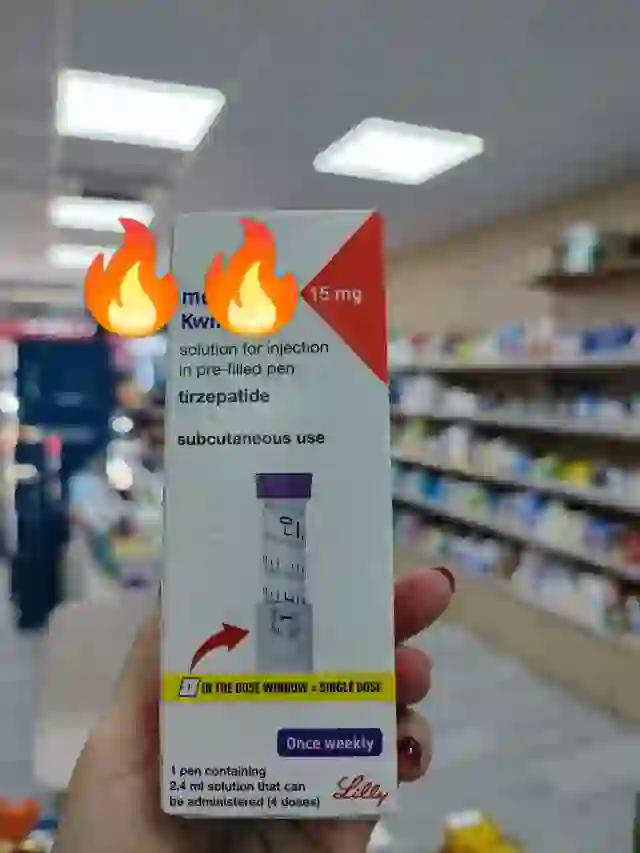 15 mg
solution for injection
in pre-filled pen
tirzepatide
subcutaneous use
IN THE DOSE WINDOW = SINGLE DOSE
Once weekly
1 pen containing
2,4 ml solution that can
be administered (4 doses)
Lilly